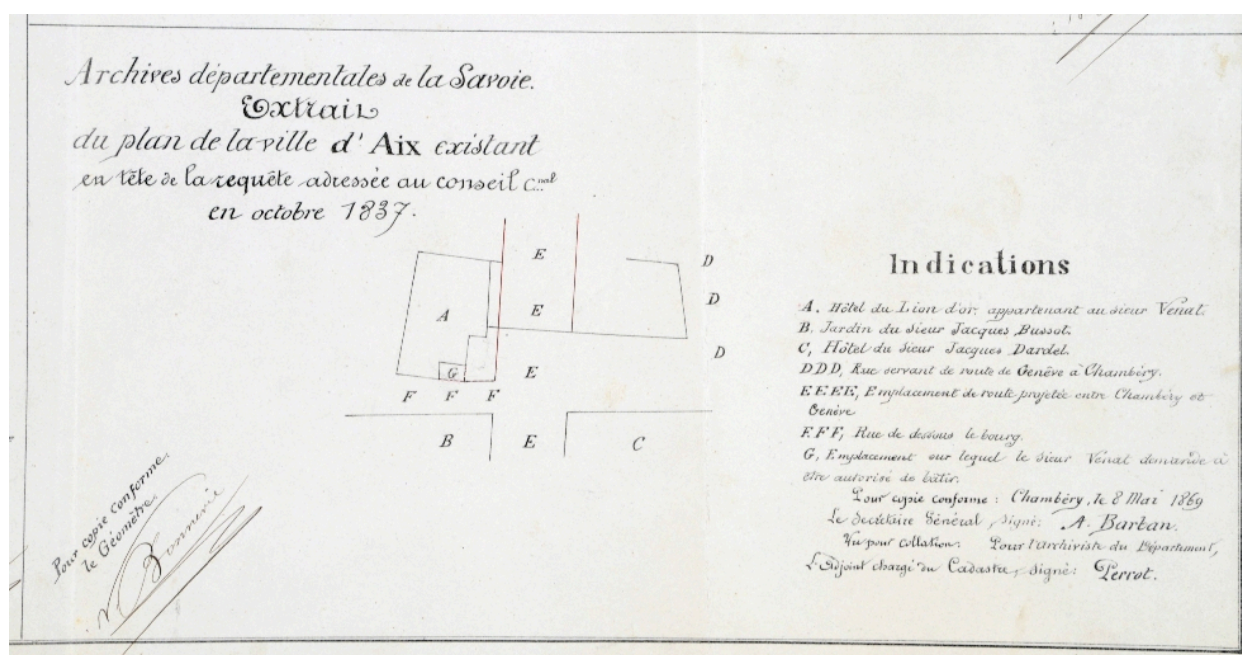 Archives départementales de la Savoie.
Extrait
du plan de la ville d'Aix existant
en tête de la requête adressée au conseil C.nal
en octobre 1837.
E
D
E
D
A
D
G
E
F F F
B
E
C
Indications
A. Hôtel du Lion d'or, appartenant au sieur Venat.
B. Jardin du sieur Jacques Bussot.
C, Hôtel du sieur Jacques Dardel.
DDD, Rue servant de route de Genève à Chambéry.
EEEE, Emplacement de route projetée entre Chambéry et
Genève
F.F F, Rue de dessous le bourg.
G, Emplacement sur lequel le sieur Venat demande à
être autorisé de bâtir.
Pour copie conforme : Chambéry, le 8 Mai 1869
Le Secrétaire Général, signé: A. Barban.
Vu pour collation. Pour l'archiviste du Département,
L'Adjoint chargé du Cadastre, signé: Perrot.
Pour copie conforme.
le Géomètre.